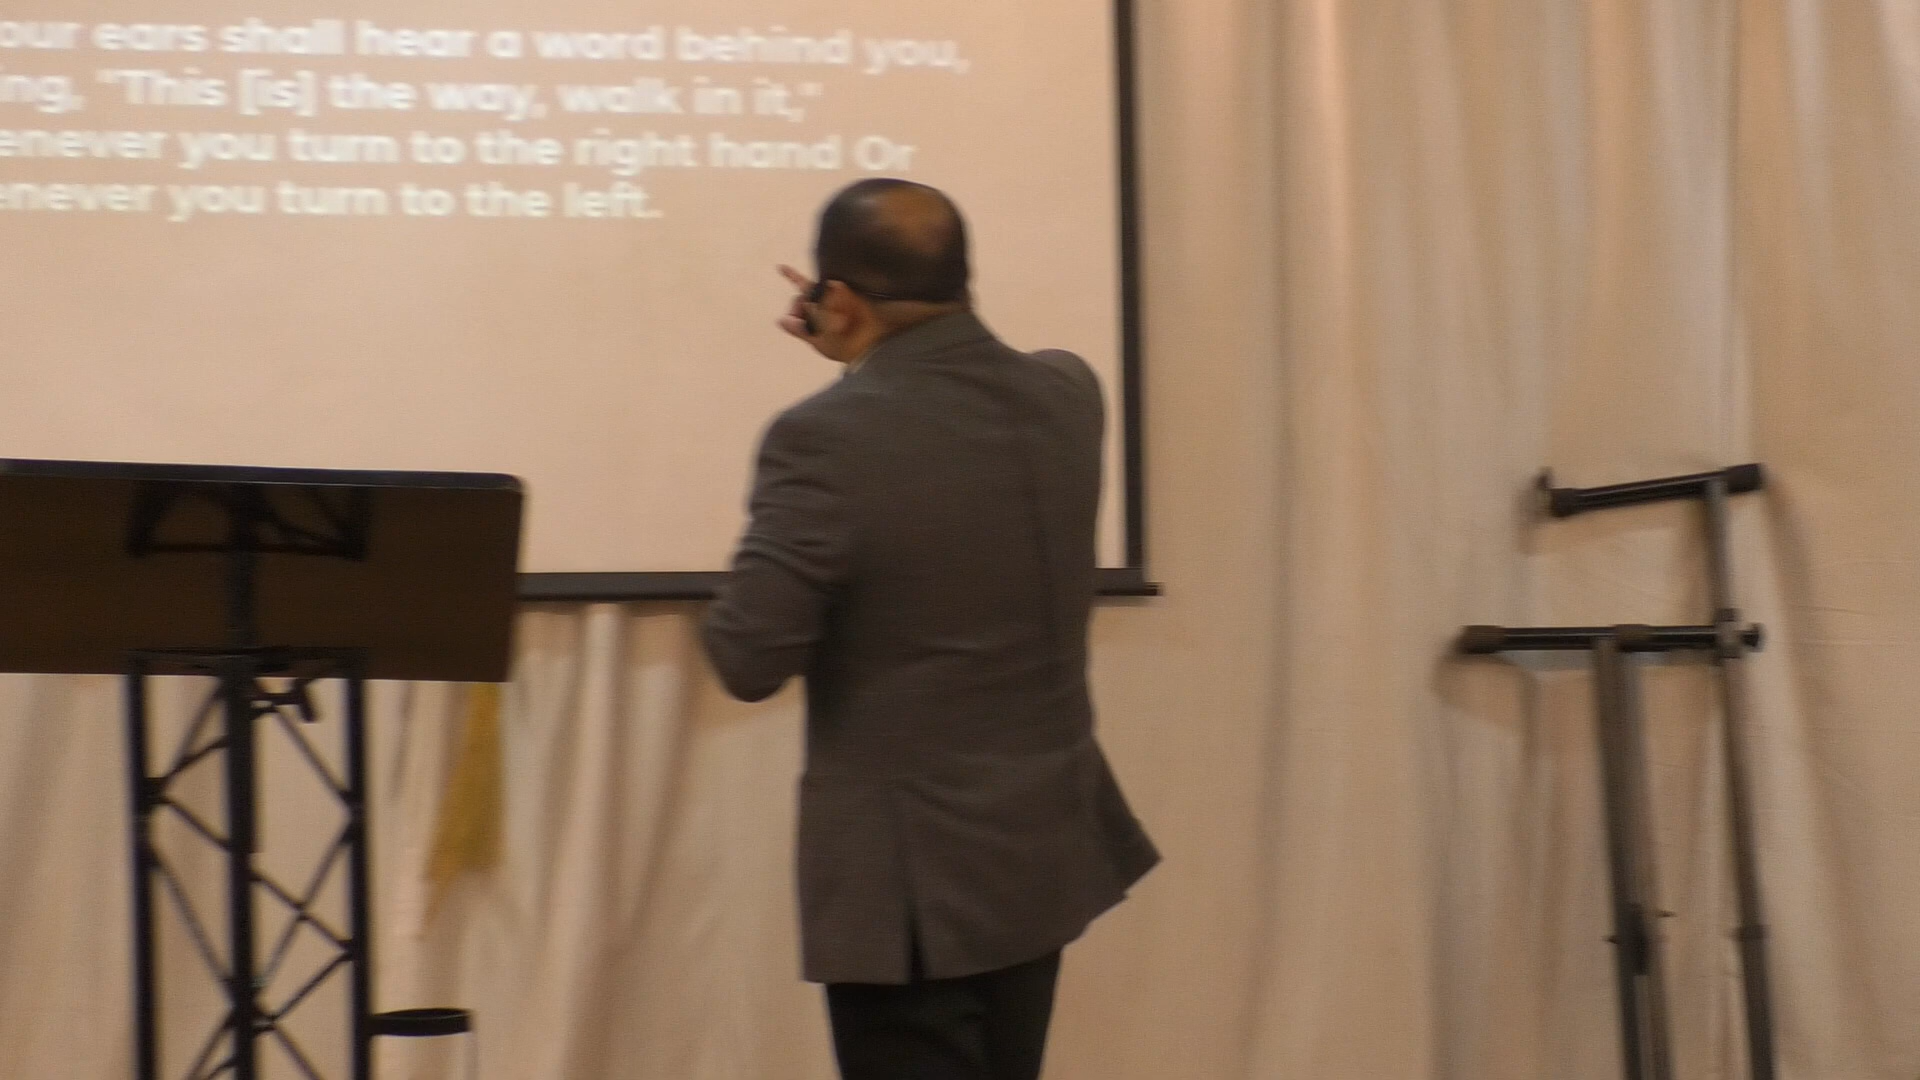 our ears shall hear a word behind you,
ing, "This [is] the way, walk in it,"
enever you turn to the right hand Or
enever you turn to the left.